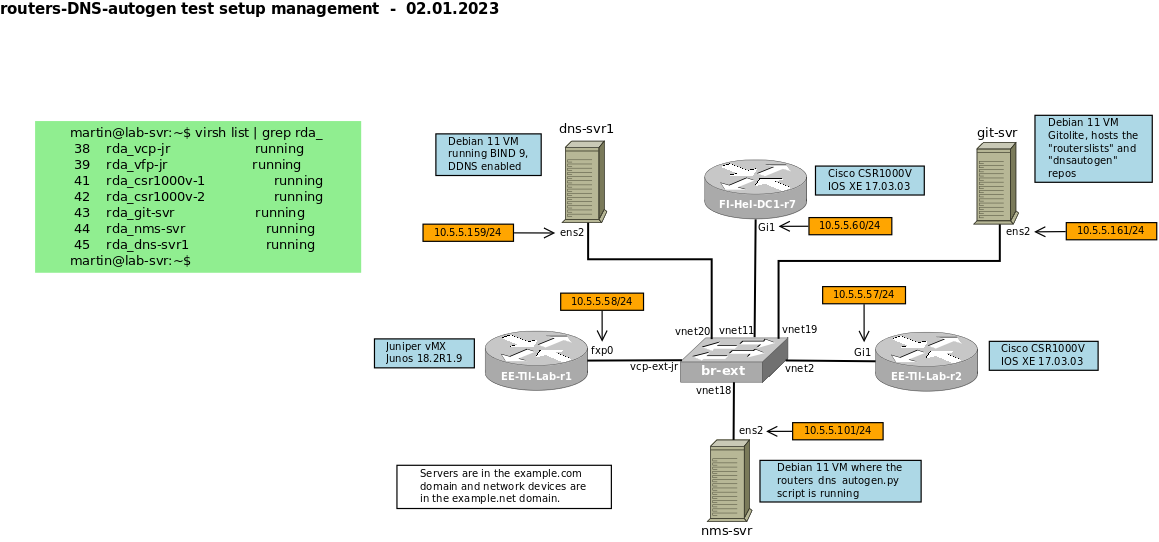 routers-DNS-autogen test setup management  -  02.01.2023
martin@lab-svr:~$ virsh list | grep rda_
38 rda_vcp-jr running
39 rda_vfp-jr running
41 rda_csr1000v-1 running
42 rda_csr1000v-2 running
43 rda_git-svr running
44 rda_nms-svr running
45 rda_dns-svr1 running
martin@lab-svr:~$
dns-svr1
Debian 11 VM
running BIND 9,
DDNS enabled
10.5.5.159/24
ens2
FI-Hel-DC1-r7
Cisco CSR1000V
IOS XE 17.03.03
Gi1
10.5.5.60/24
git-svr
Debian 11 VM
Gitolite, hosts the
"routerslists" and
"dnsautogen"
repos
ens2
10.5.5.161/24
10.5.5.58/24
10.5.5.57/24
Juniper vMX
Junos 18.2R1.9
EE-Tll-Lab-r1
fxp0
vcp-ext-jr
vnet20
vnet11
vnet19
br-ext
vnet2
vnet18
Gi1
EE-Tll-Lab-r2
Cisco CSR1000V
IOS XE 17.03.03
ens2
10.5.5.101/24
Servers are in the example.com
domain and network devices are
in the example.net domain.
Debian 11 VM where the
routers dns autogen.py
script is running
nms-svr